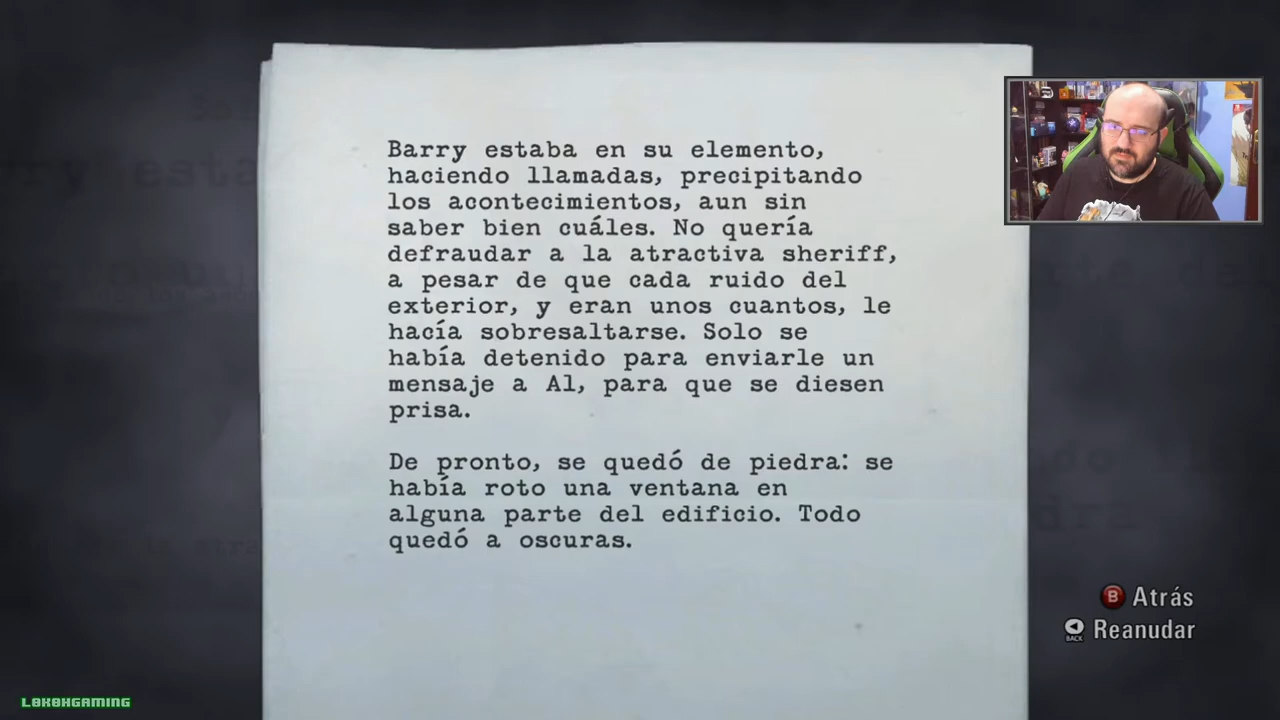 Barry estaba en su elemento,
haciendo llamadas, precipitando
los acontecimientos, aun sin
saber bien cuáles. No quería
defraudar a la atractiva sheriff,
a pesar de que cada ruido del
exterior, y eran unos cuantos, le
hacía sobresaltarse. Solo se
había detenido para enviarle un
mensaje a Al, para que se diesen
prisa.
De pronto, se quedó de piedra: se
había roto una ventana en
alguna parte del edificio. Todo
quedó a oscuras.
B Atrás
BACK Reanudar
L0K0XGAMING